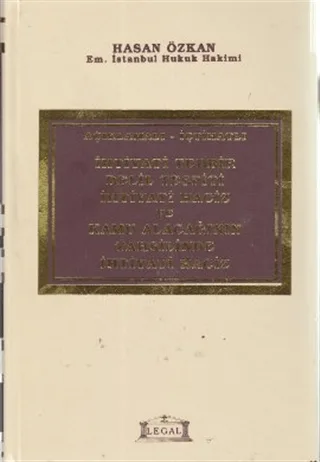 HASAN ÖZKAN
Em. İstanbul Hukuk Hakimi
AÇIKLAMALI - İÇTİHATLI
İHTİYATİ TEDBİR
DELİL TESPİTİ
İHTİYATİ HACİZ
VE
KAMU ALACAĞININ
TAHSİLİNDE
İHTİYATİ HACİZ
LEGAL